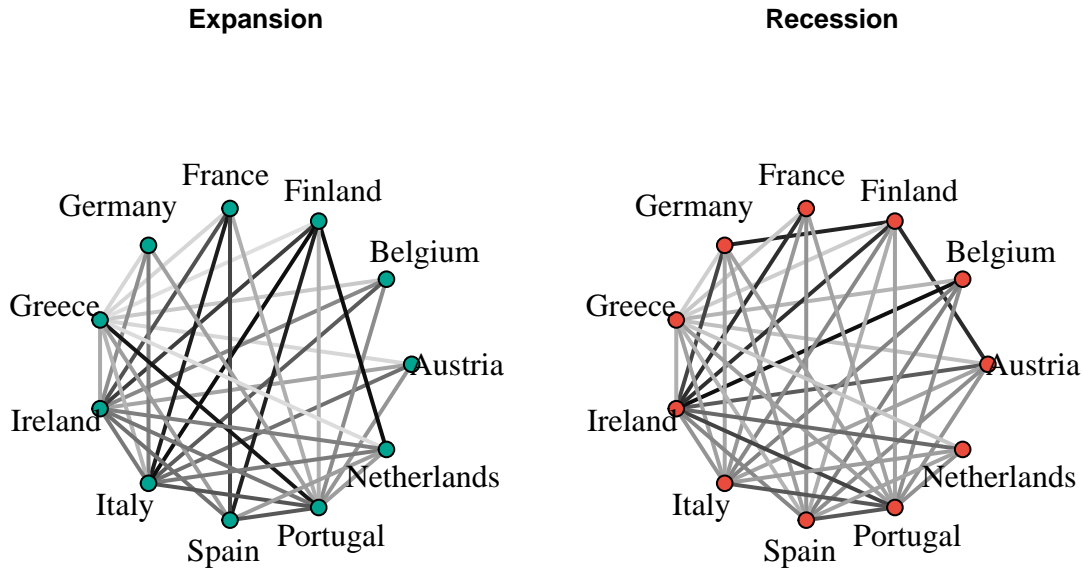 Expansion
France
Finland
Germany
Belgium
Greece
Austria
Ireland
Netherlands
Italy
Portugal
Spain
Recession
France
Finland
Germany
Belgium
Greece
Austria
Ireland
Netherlands
Italy
Portugal
Spain